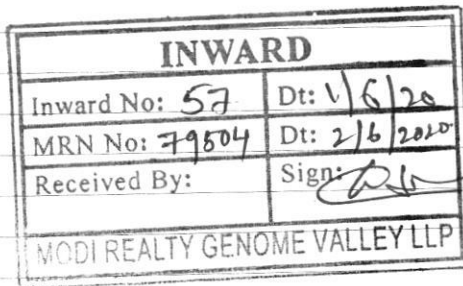 INWARD
Inward No: 57 Dt: 1/6/20
MRN No: 79504 Dt: 2/6/2020
Received By: Sign:
MODI REALTY GENOME VALLEY LLP